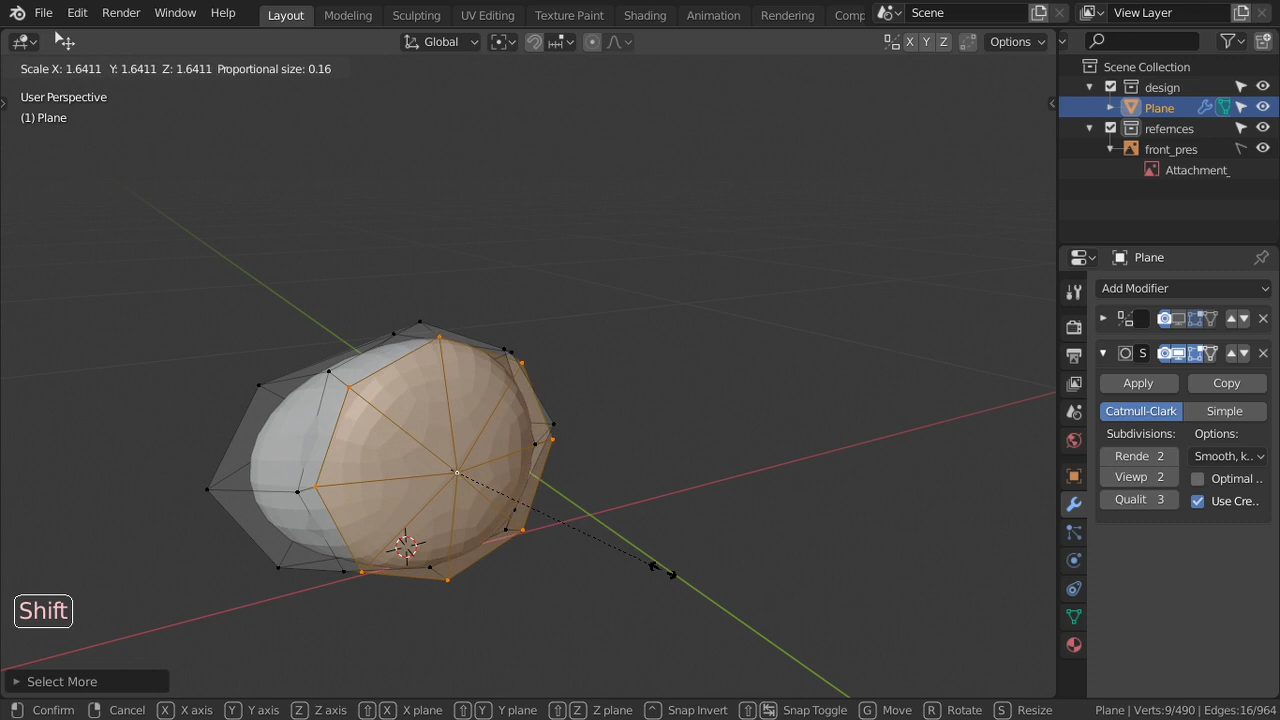 File Edit Render Window Help Layout Modeling Sculpting UV Editing Texture Paint Shading Animation Rendering Comp Scene View Layer
Global X Y Z Options
Scale X: 1.6411 Y: 1.6411 Z: 1.6411 Proportional size: 0.16
User Perspective
(1) Plane
Scene Collection
design
Plane
refernces
front_pres
Attachment_
Plane
Add Modifier
S
Apply Copy
Catmull-Clark Simple
Subdivisions: Options:
Rende 2 Smooth, k..
Viewp 2 Optimal ..
Qualit 3 Use Cre..
Shift
Select More
Confirm Cancel X X axis Y Y axis Z Z axis X X plane Y Y plane Z Z plane Snap Invert Snap Toggle G Move R Rotate S Resize Plane | Verts:9/490 | Edges:16/964